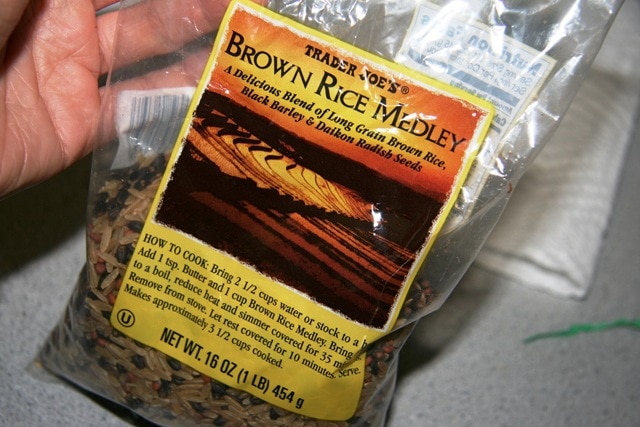 TRADER JOE'S®
BROWN RICE MEDLEY
A Delicious Blend of Long Grain Brown Rice,
Black Barley & Daikon Radish Seeds
HOW TO COOK: Bring 2 1/2 cups water or stock to a
Add 1 tsp. Butter and 1 cup Brown Rice Medley. Bring
to a boil, reduce heat and simmer covered for 35
Remove from stove. Let rest covered for 10 minutes. Serve.
Makes approximately 3 1/2 cups cooked.
U
NET WT. 16 OZ (1 LB) 454 g
Nutrition